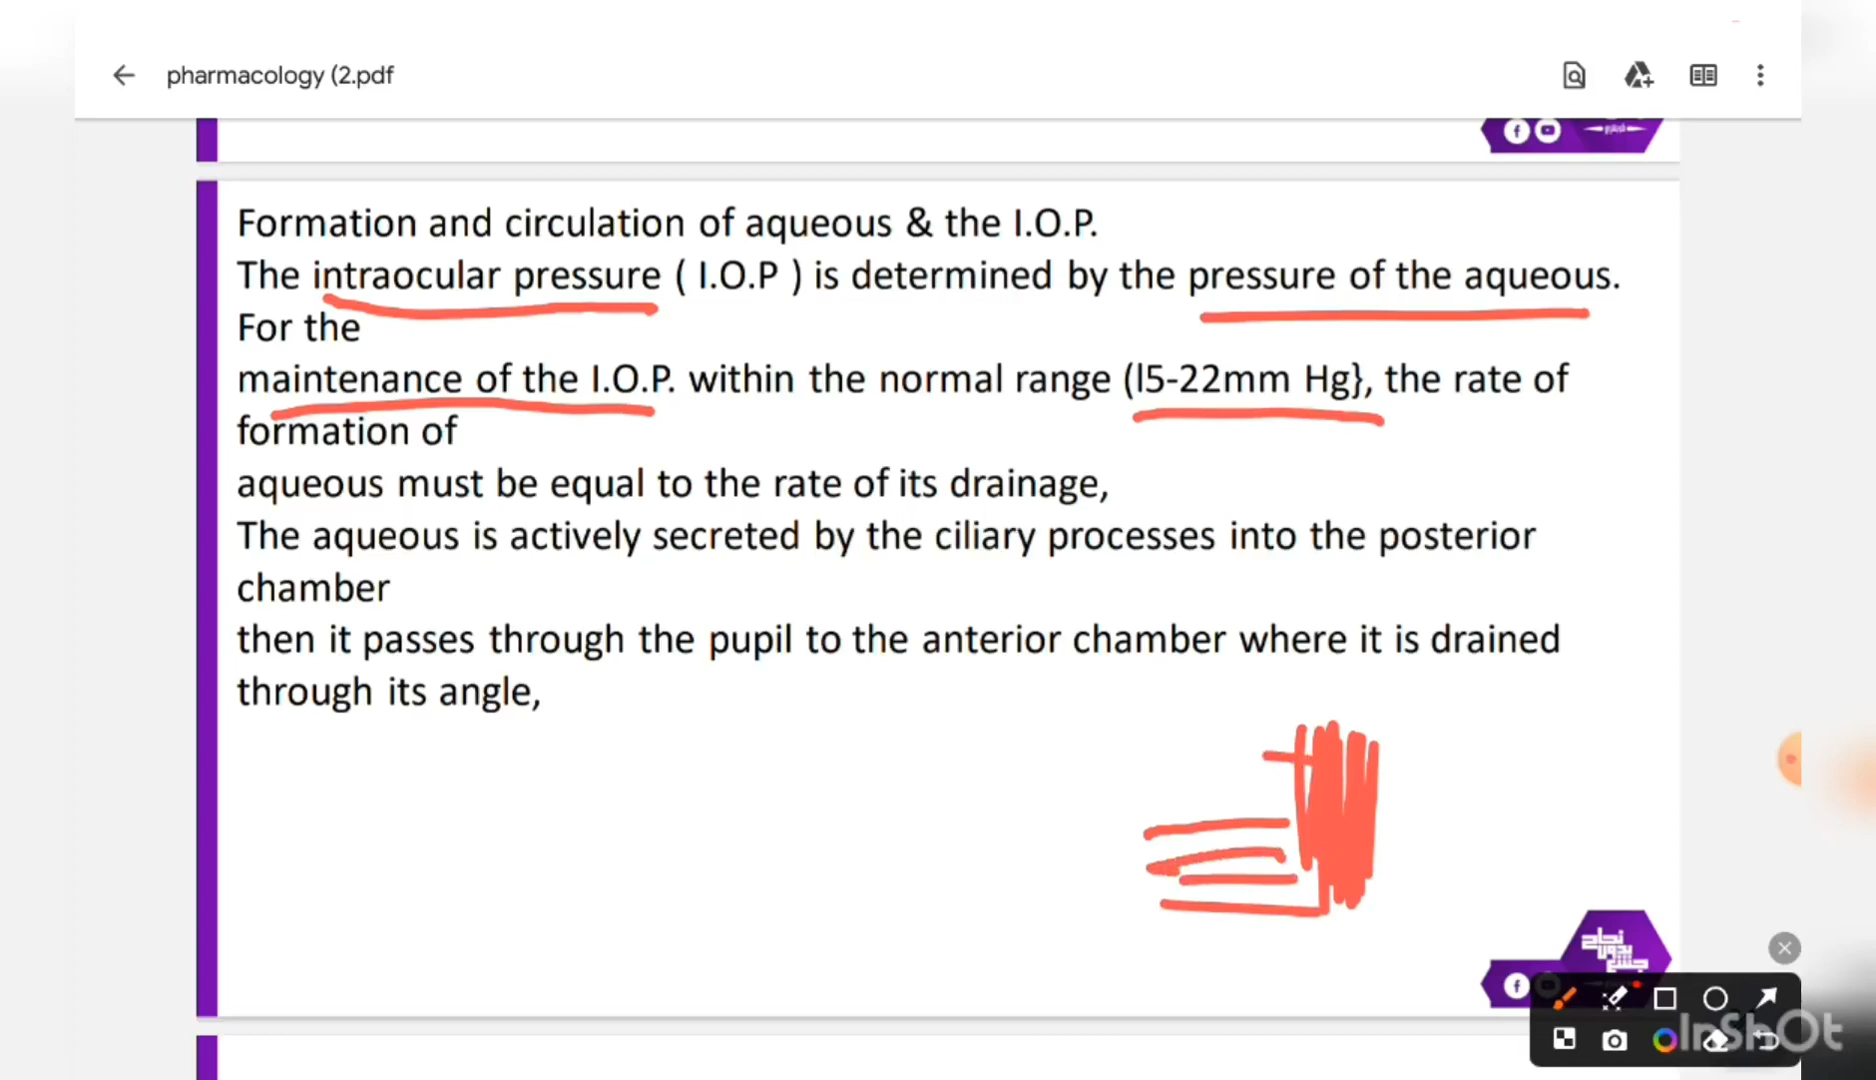 pharmacology (2.pdf
Formation and circulation of aqueous & the I.O.P.
The intraocular pressure ( I.O.P ) is determined by the pressure of the aqueous.
For the
maintenance of the I.O.P. within the normal range (l5-22mm Hg}, the rate of
formation of
aqueous must be equal to the rate of its drainage,
The aqueous is actively secreted by the ciliary processes into the posterior
chamber
then it passes through the pupil to the anterior chamber where it is drained
through its angle,
نجاح
بدون
InShOt